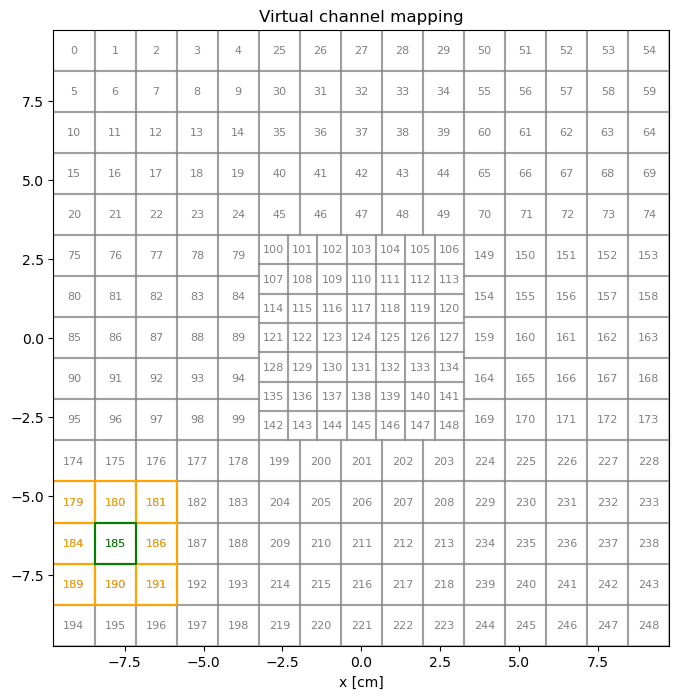 Virtual channel mapping
0 1 2 3 4 25 26 27 28 29 50 51 52 53 54
7.5
5 6 7 8 9 30 31 32 33 34 55 56 57 58 59
10 11 12 13 14 35 36 37 38 39 60 61 62 63 64
5.0
15 16 17 18 19 40 41 42 43 44 65 66 67 68 69
20 21 22 23 24 45 46 47 48 49 70 71 72 73 74
2.5
75 76 77 78 79 100 101 102 103 104 105 106 149 150 151 152 153
107 108 109 110 111 112 113
80 81 82 83 84 114 115 116 117 118 119 120 154 155 156 157 158
0.0
85 86 87 88 89 121 122 123 124 125 126 127 159 160 161 162 163
128 129 130 131 132 133 134
90 91 92 93 94 135 136 137 138 139 140 141 164 165 166 167 168
−2.5
95 96 97 98 99 142 143 144 145 146 147 148 169 170 171 172 173
174 175 176 177 178 199 200 201 202 203 224 225 226 227 228
−5.0
179 180 181 182 183 204 205 206 207 208 229 230 231 232 233
184 185 186 187 188 209 210 211 212 213 234 235 236 237 238
−7.5
189 190 191 192 193 214 215 216 217 218 239 240 241 242 243
194 195 196 197 198 219 220 221 222 223 244 245 246 247 248
−7.5 −5.0 −2.5 0.0 2.5 5.0 7.5
x [cm]